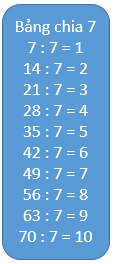 Bảng chia 7
7 : 7 = 1
14 : 7 = 2
21 : 7 = 3
28 : 7 = 4
35 : 7 = 5
42 : 7 = 6
49 : 7 = 7
56 : 7 = 8
63 : 7 = 9
70 : 7 = 10